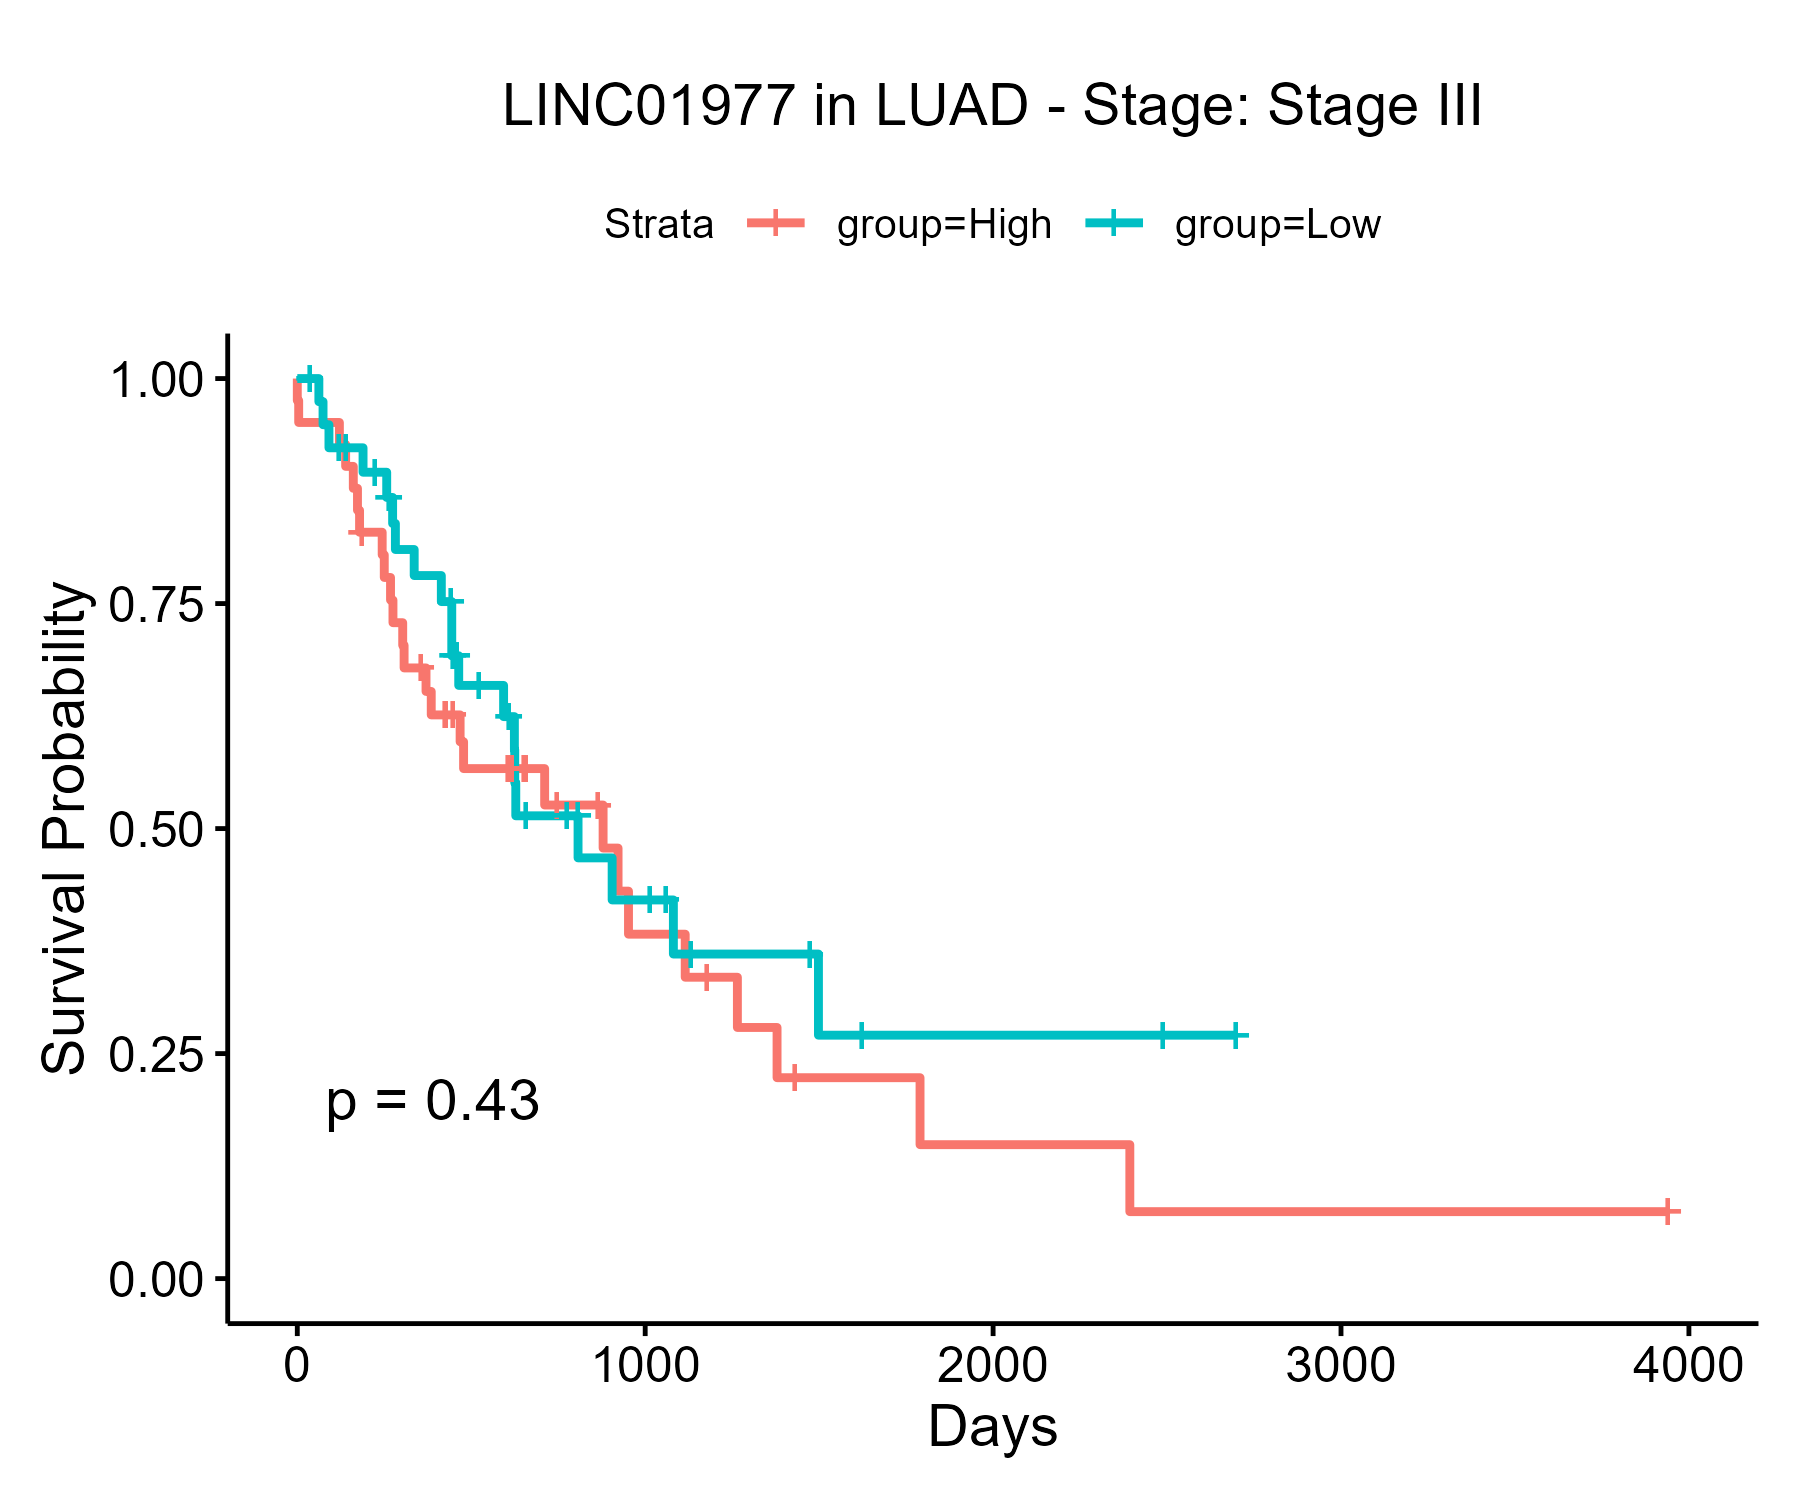 LINC01977 in LUAD - Stage: Stage III
Strata group=High group=Low
Survival Probability
1.00
0.75
0.50
0.25
0.00
p = 0.43
0 1000 2000 3000 4000
Days